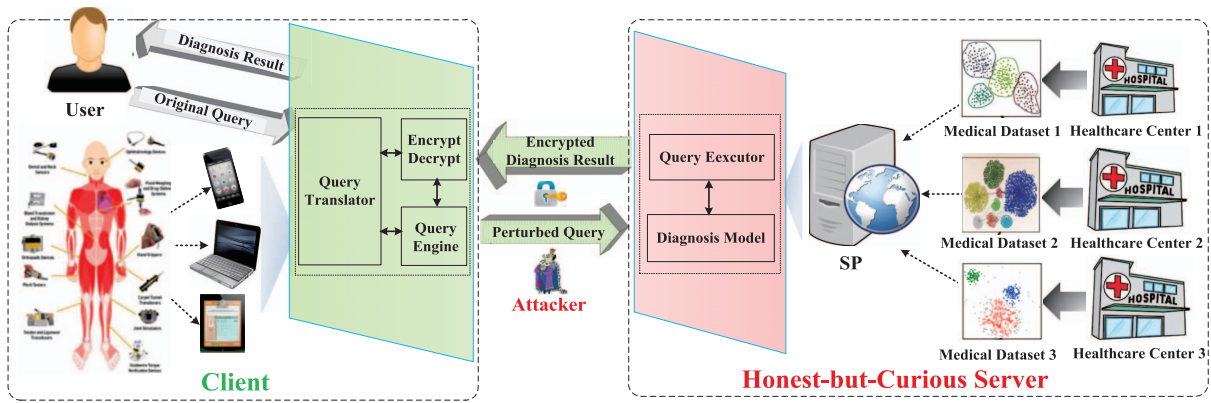 Diagnosis Result
Original Query
User
Ophthalmology Devices
Query
Translator
Encrypt
Decrypt
Query
Engine
Client
Encrypted
Diagnosis Result
Perturbed Query
Attacker
Query Eexcutor
Diagnosis Model
Honest-but-Curious Server
SP
Medical Dataset 1
HOSPITAL
Healthcare Center 1
Medical Dataset 2
HOSPITAL
Healthcare Center 2
Medical Dataset 3
HOSPITAL
Healthcare Center 3